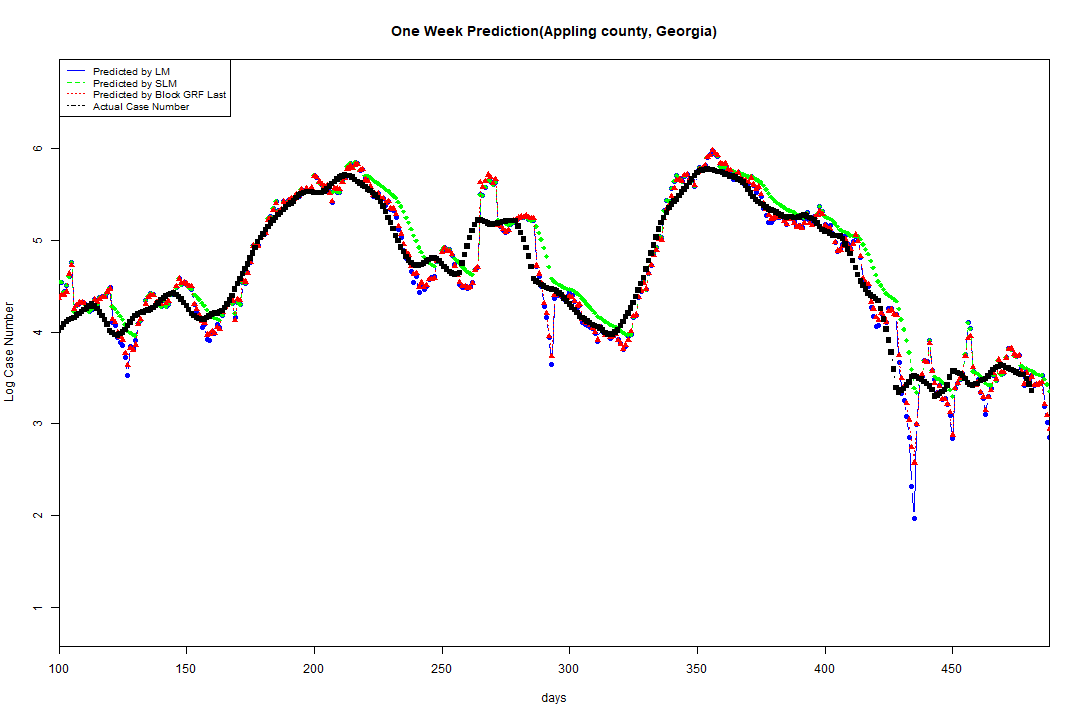 One Week Prediction(Appling county, Georgia)
Predicted by LM
Predicted by SLM
Predicted by Block GRF Last
Actual Case Number
Log Case Number
6
5
4
3
2
1
100 150 200 250 300 350 400 450
days